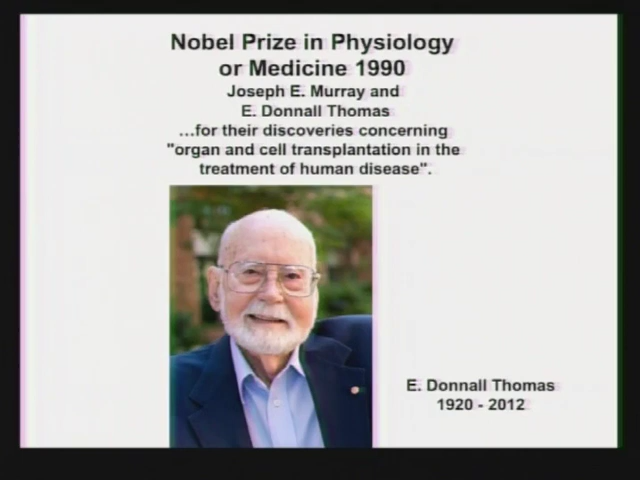 Nobel Prize in Physiology
or Medicine 1990
Joseph E. Murray and
E. Donnall Thomas
...for their discoveries concerning
"organ and cell transplantation in the
treatment of human disease".
E. Donnall Thomas
1920 - 2012